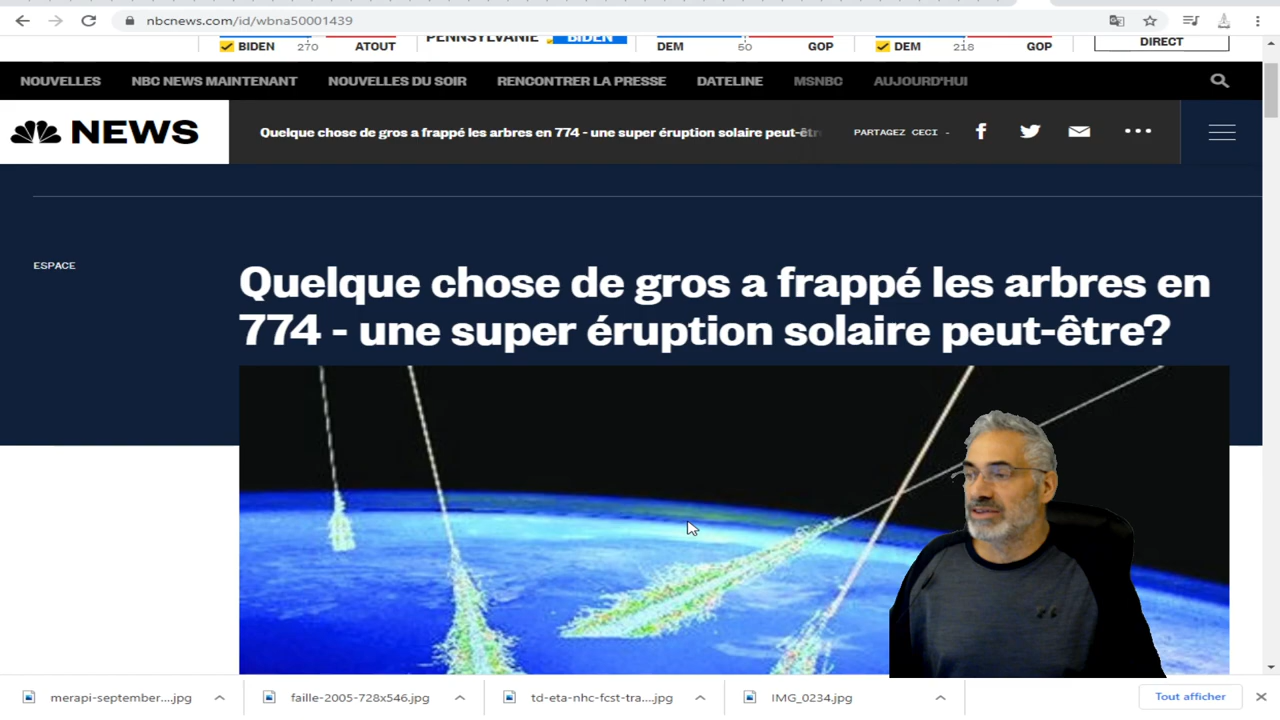 nbcnews.com/id/wbna50001439
BIDEN 270 ATOUT PENNSYLVANIE BIDEN DEM 50 GOP DEM 218 GOP DIRECT
NOUVELLES NBC NEWS MAINTENANT NOUVELLES DU SOIR RENCONTRER LA PRESSE DATELINE MSNBC AUJOURD'HUI
NEWS Quelque chose de gros a frappé les arbres en 774 - une super éruption solaire peut-êtr PARTAGEZ CECI -
ESPACE
Quelque chose de gros a frappé les arbres en
774 - une super éruption solaire peut-être?
merapi-september....jpg faille-2005-728x546.jpg td-eta-nhc-fcst-tra....jpg IMG_0234.jpg Tout afficher